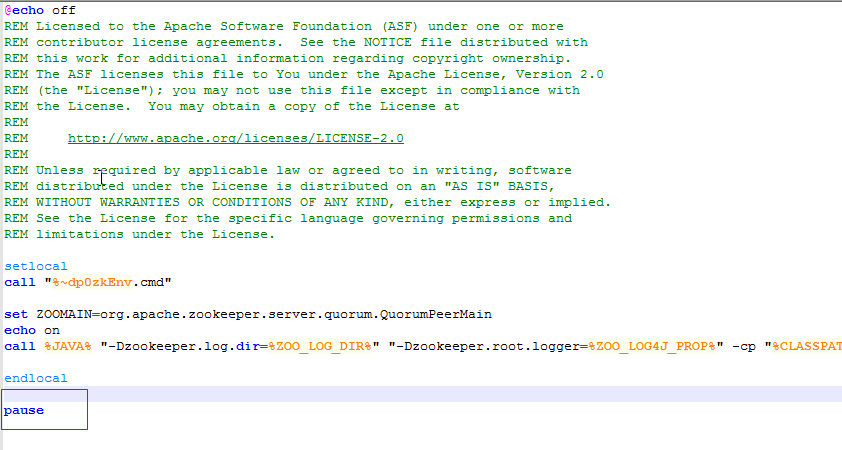 @echo off
REM Licensed to the Apache Software Foundation (ASF) under one or more
REM contributor license agreements.  See the NOTICE file distributed with
REM this work for additional information regarding copyright ownership.
REM The ASF licenses this file to You under the Apache License, Version 2.0
REM (the "License"); you may not use this file except in compliance with
REM the License.  You may obtain a copy of the License at
REM
REM     http://www.apache.org/licenses/LICENSE-2.0
REM
REM Unless required by applicable law or agreed to in writing, software
REM distributed under the License is distributed on an "AS IS" BASIS,
REM WITHOUT WARRANTIES OR CONDITIONS OF ANY KIND, either express or implied.
REM See the License for the specific language governing permissions and
REM limitations under the License.
setlocal
call "%~dp0zkEnv.cmd"
set ZOOMAIN=org.apache.zookeeper.server.quorum.QuorumPeerMain
echo on
call %JAVA% "-Dzookeeper.log.dir=%ZOO_LOG_DIR%" "-Dzookeeper.root.logger=%ZOO_LOG4J_PROP%" -cp "%CLASSPAT
endlocal
pause